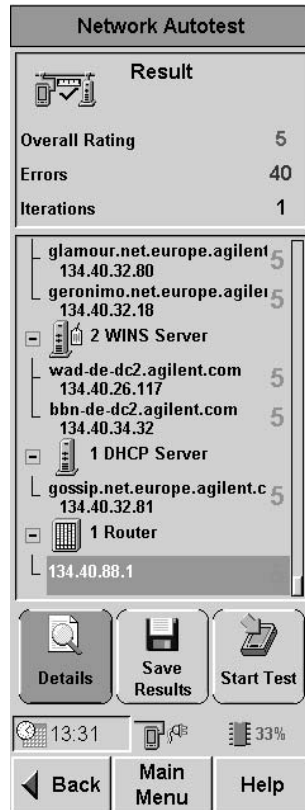 Network Autotest
Result
Overall Rating 5
Errors 40
Iterations 1
glamour.net.europe.agilent 5
134.40.32.80
geronimo.net.europe.agiler 5
134.40.32.18
2 WINS Server
wad-de-dc2.agilent.com 5
134.40.26.117
bbn-de-dc2.agilent.com 5
134.40.34.32
1 DHCP Server
gossip.net.europe.agilent.c 5
134.40.32.81
1 Router
134.40.88.1
Details
Save Results
Start Test
13:31
33%
Back
Main Menu
Help